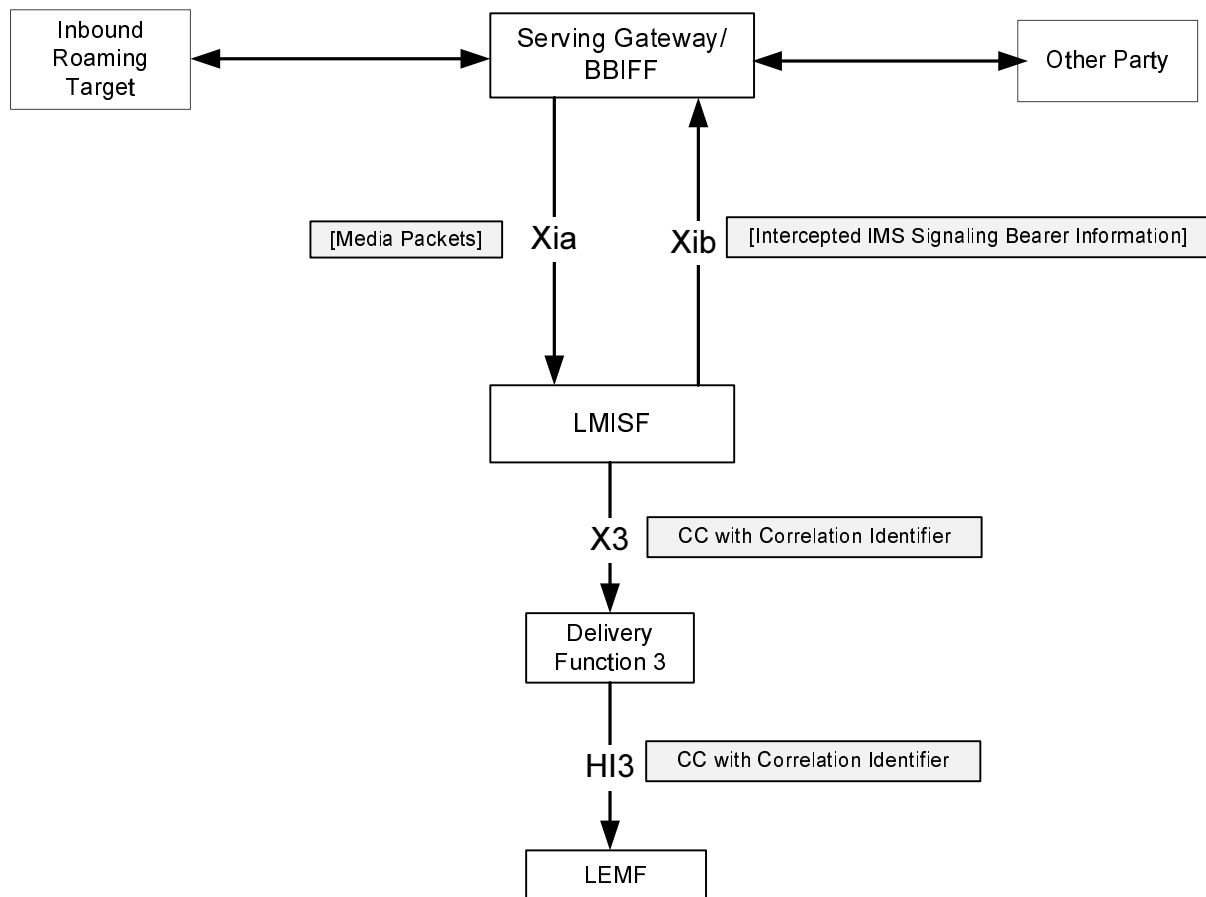 Inbound
Roaming
Target
Serving Gateway/
BBIFF
Other Party
[Media Packets]
Xia
Xib
[Intercepted IMS Signaling Bearer Information]
LMISF
X3
CC with Correlation Identifier
Delivery
Function 3
HI3
CC with Correlation Identifier
LEMF